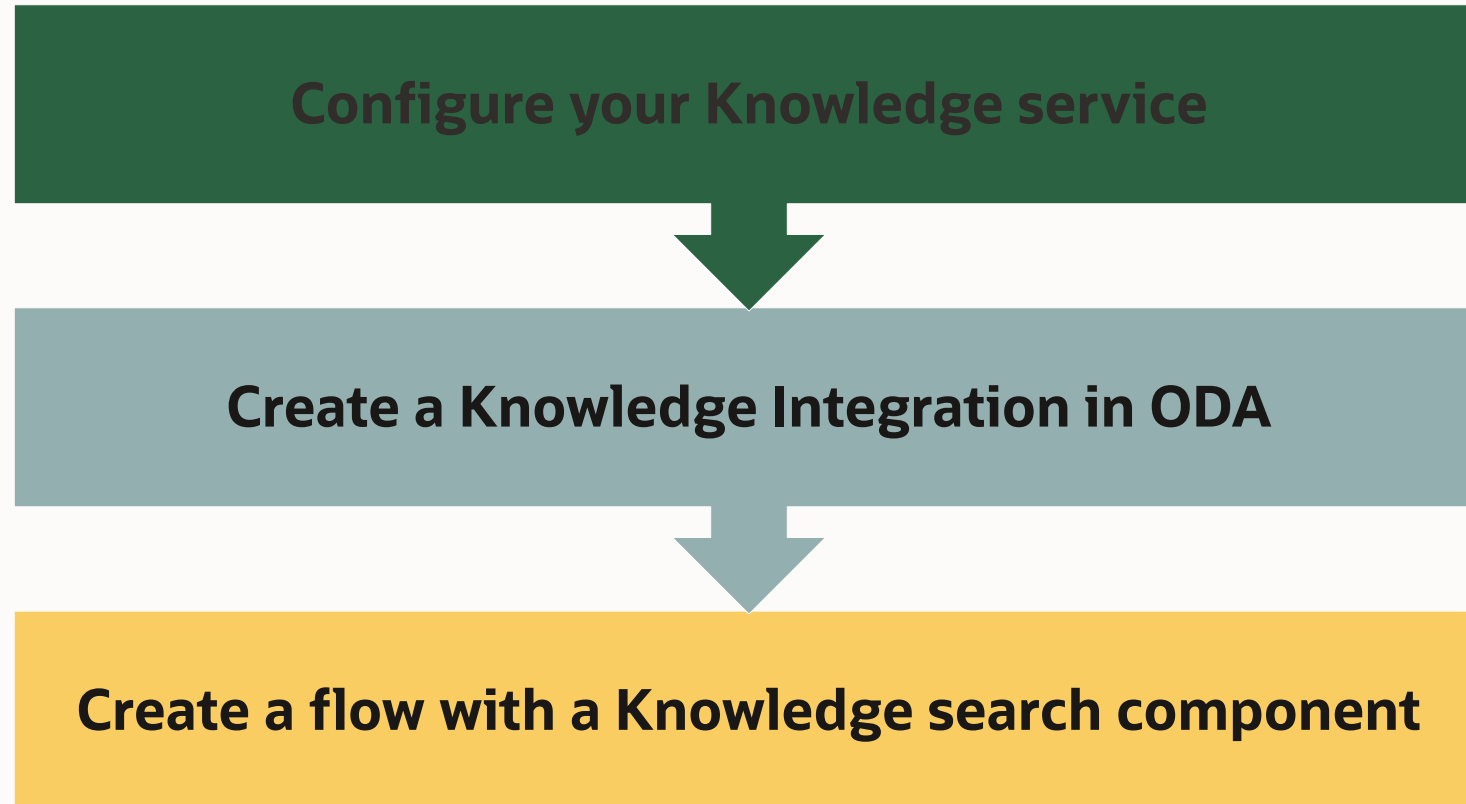 Configure your Knowledge service
Create a Knowledge Integration in ODA
Create a flow with a Knowledge search component